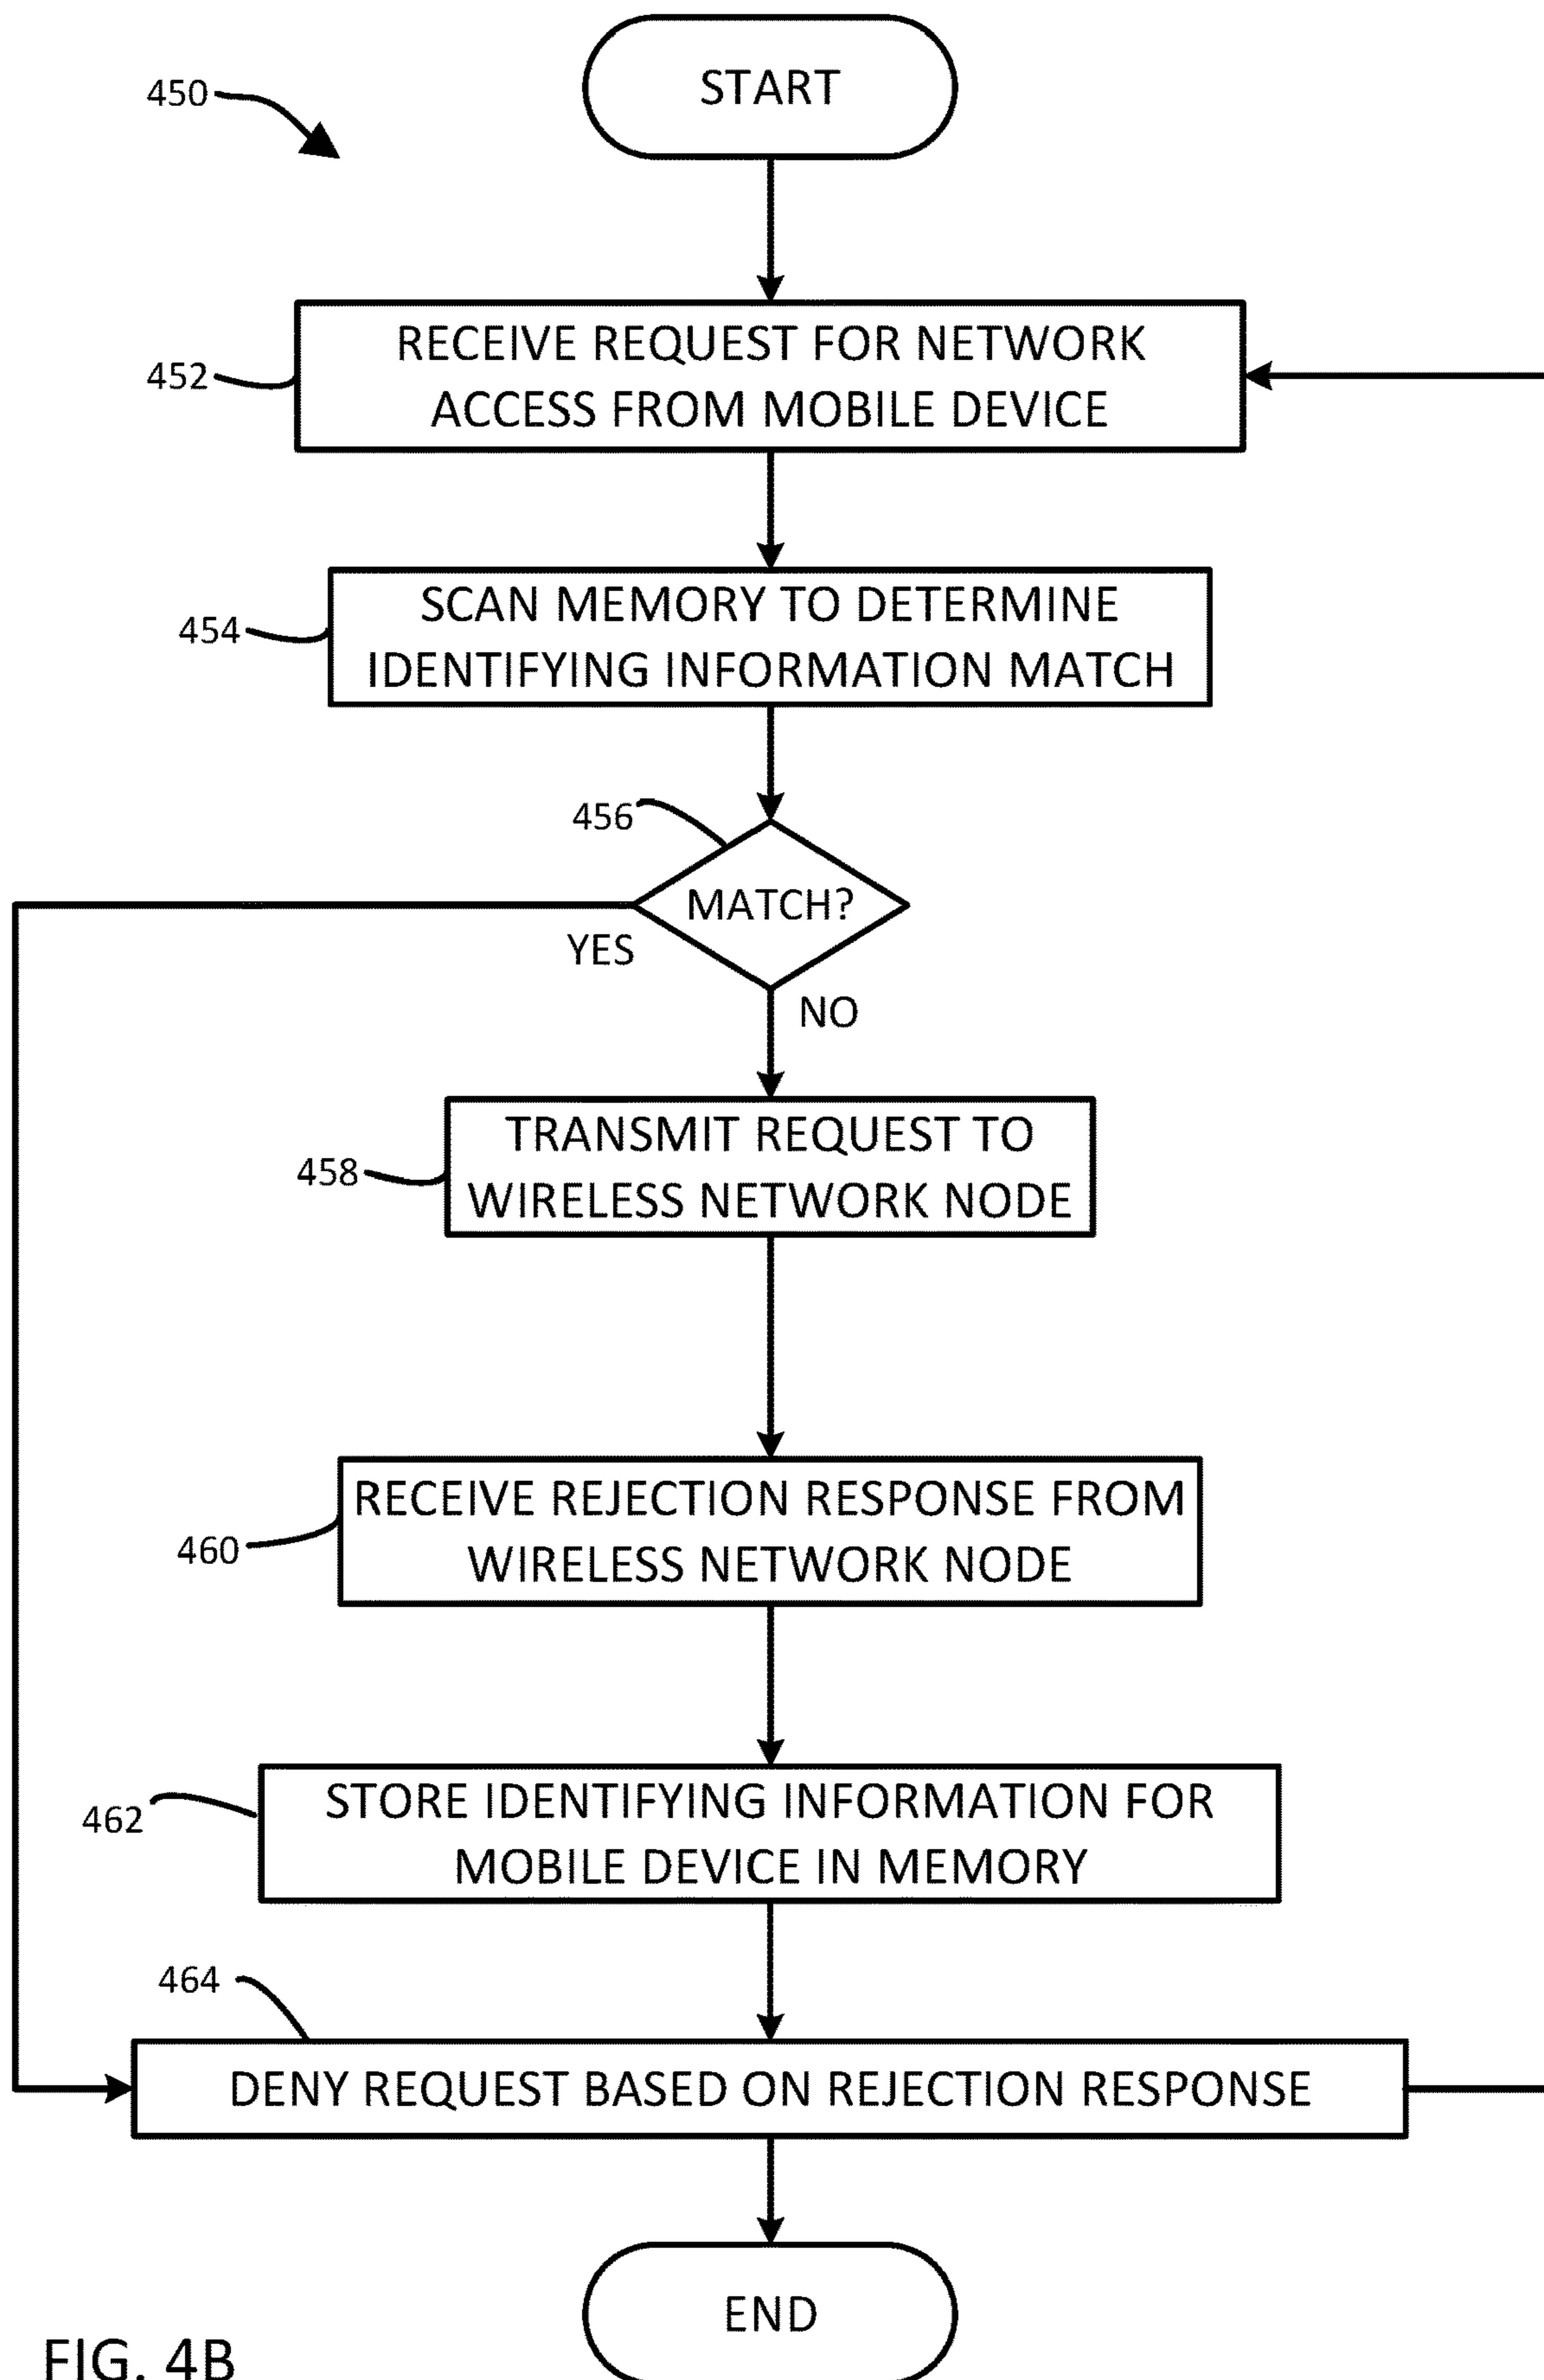 START
450
RECEIVE REQUEST FOR NETWORK
ACCESS FROM MOBILE DEVICE
452
SCAN MEMORY TO DETERMINE
IDENTIFYING INFORMATION MATCH
454
456
MATCH?
YES
NO
TRANSMIT REQUEST TO
WIRELESS NETWORK NODE
458
RECEIVE REJECTION RESPONSE FROM
WIRELESS NETWORK NODE
460
STORE IDENTIFYING INFORMATION FOR
MOBILE DEVICE IN MEMORY
462
464
DENY REQUEST BASED ON REJECTION RESPONSE
END
FIG. 4B